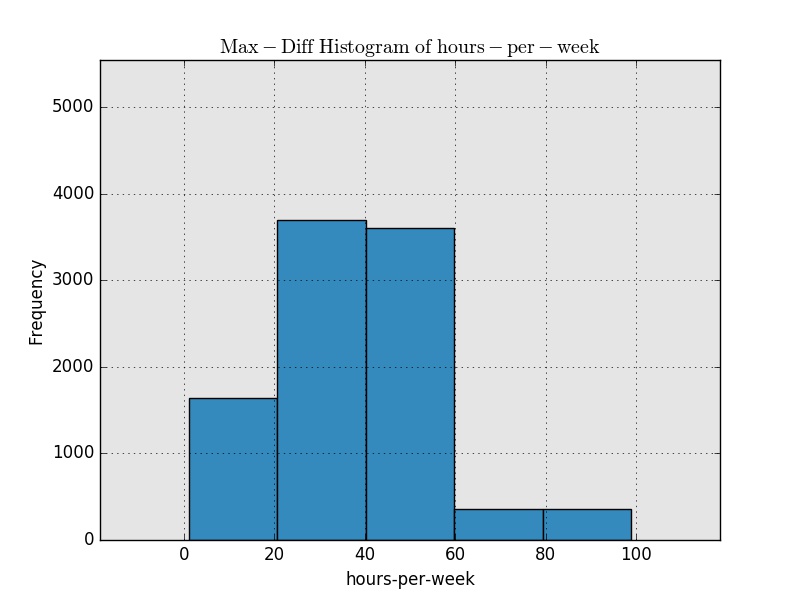 Max − Diff Histogram of hours − per − week
5000
4000
3000
2000
1000
0
Frequency
0 20 40 60 80 100
hours-per-week